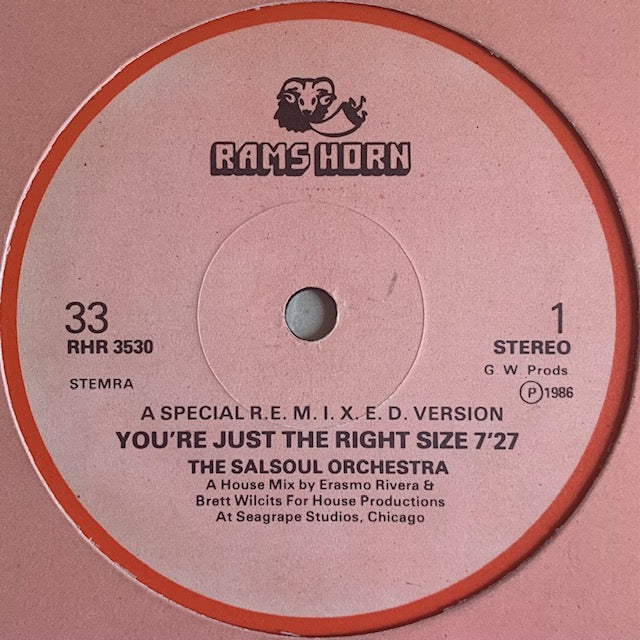 RAMS HORN
33
RHR 3530
STEMRA
1
STEREO
G. W. Prods.
Ⓟ1986
A SPECIAL R.E. M. I. X. E. D. VERSION
YOU'RE JUST THE RIGHT SIZE 7'27
THE SALSOUL ORCHESTRA
A House Mix by Erasmo Rivera &
Brett Wilcits For House Productions
At Seagrape Studios, Chicago